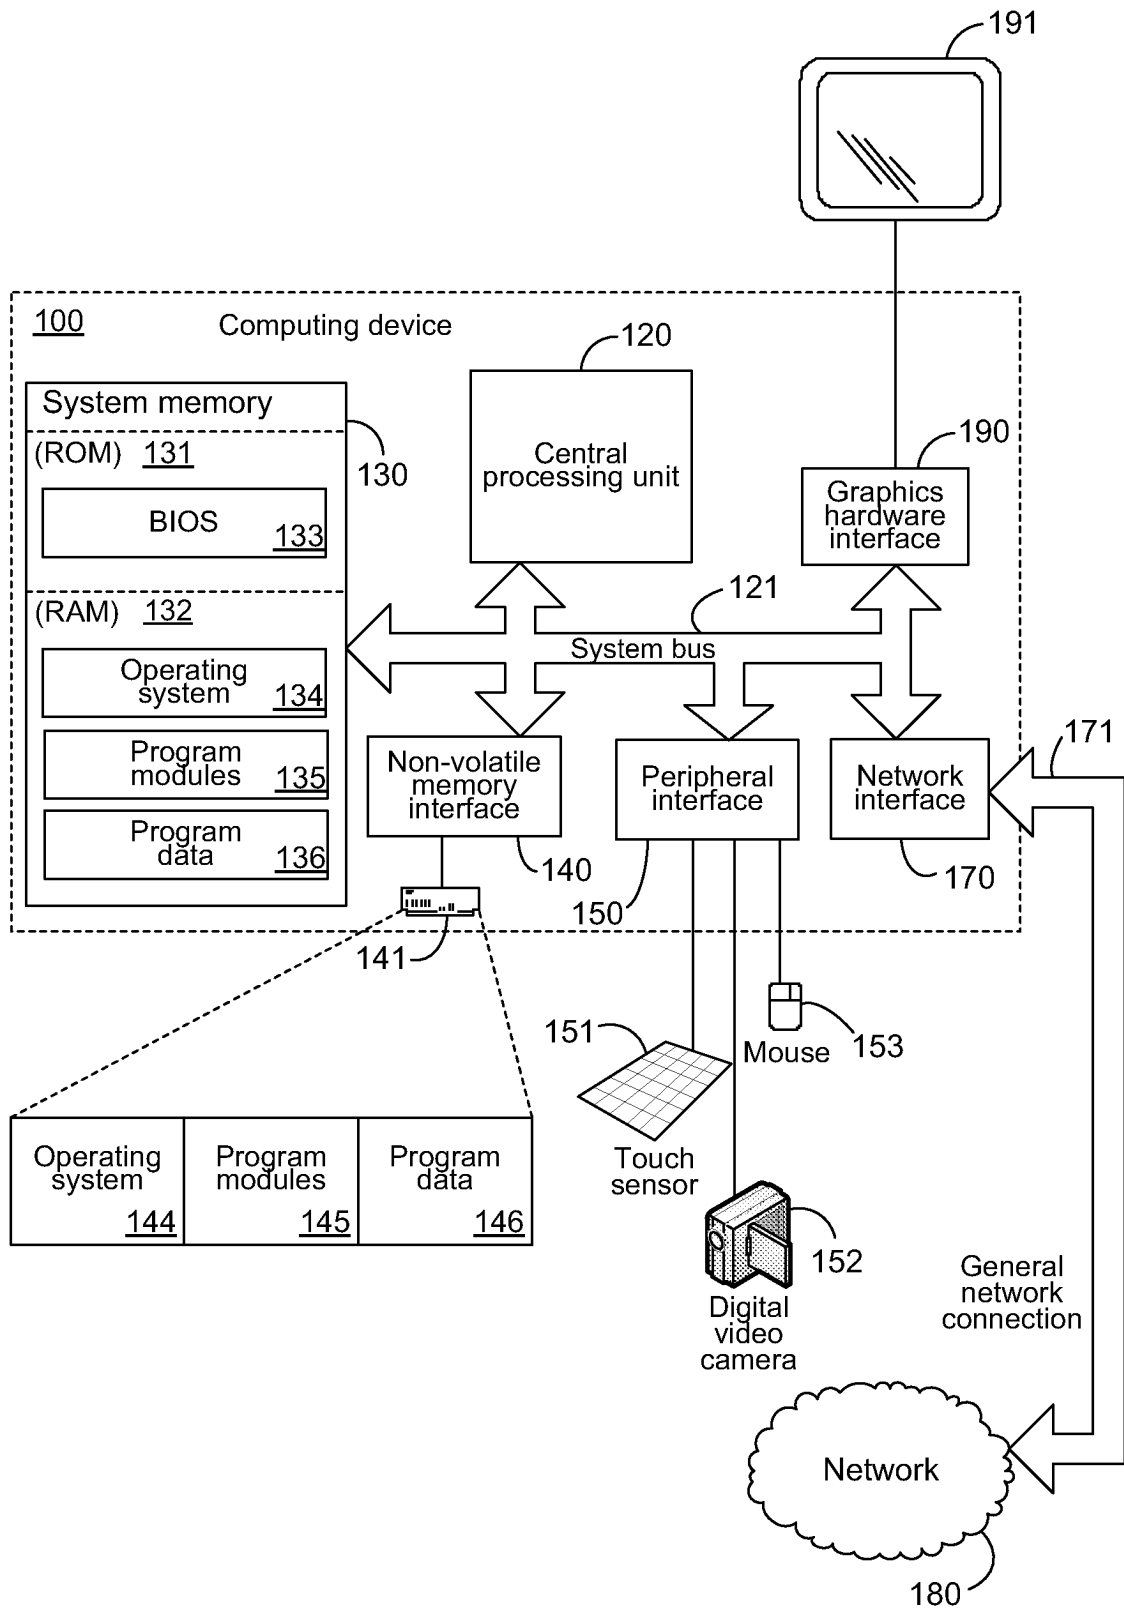 191
100
Computing device
120
System memory
(ROM) 131
130
BIOS
133
Central
processing unit
190
Graphics
hardware
interface
121
(RAM) 132
System bus
Operating
system
134
Program
modules
135
Program
data
136
Non-volatile
memory
interface
140
Peripheral
interface
150
Network
interface
170
171
141
151
Mouse
153
Touch
sensor
Operating
system
144
Program
modules
145
Program
data
146
152
Digital
video
camera
General
network
connection
Network
180